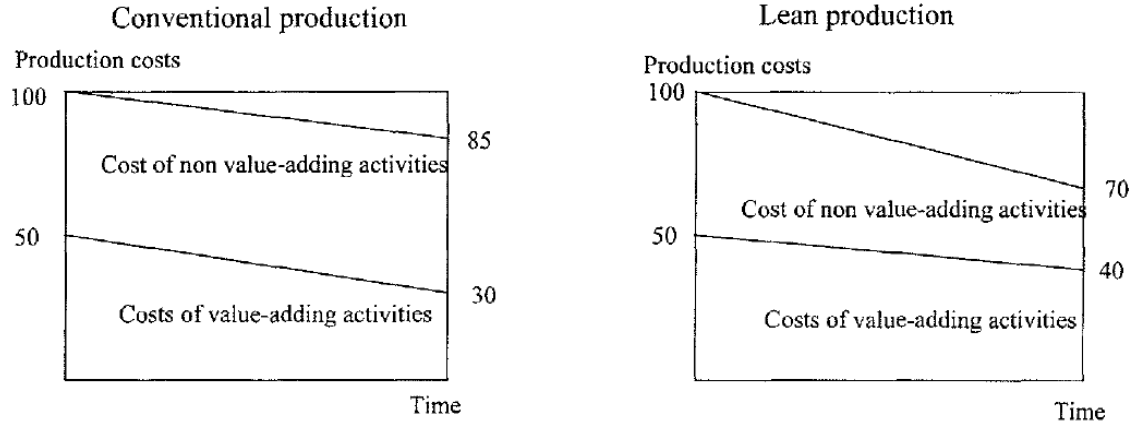 Conventional production
Production costs
100
85
Cost of non value-adding activities
50
30
Costs of value-adding activities
Time
Lean production
Production costs
100
70
Cost of non value-adding activities
50
40
Costs of value-adding activities
Time